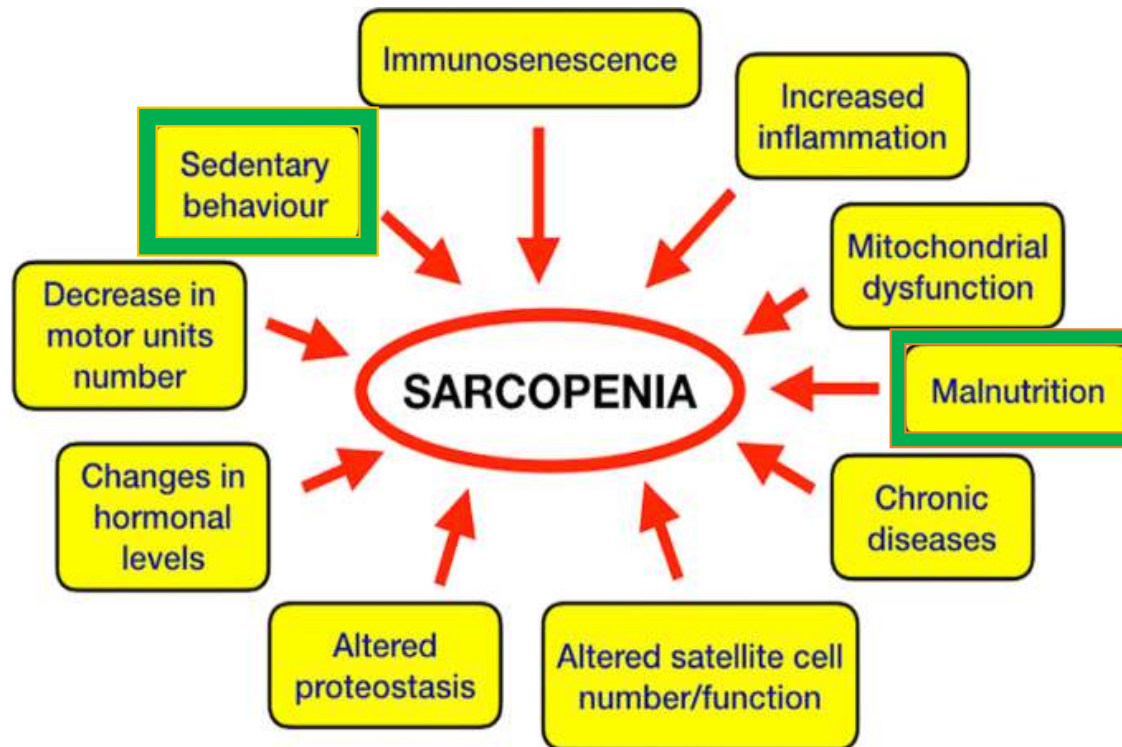 Immunosenescence
Increased
inflammation
Sedentary
behaviour
Mitochondrial
dysfunction
Decrease in
motor units
number
SARCOPENIA
Malnutrition
Changes in
hormonal
levels
Chronic
diseases
Altered
proteostasis
Altered satellite cell
number/function